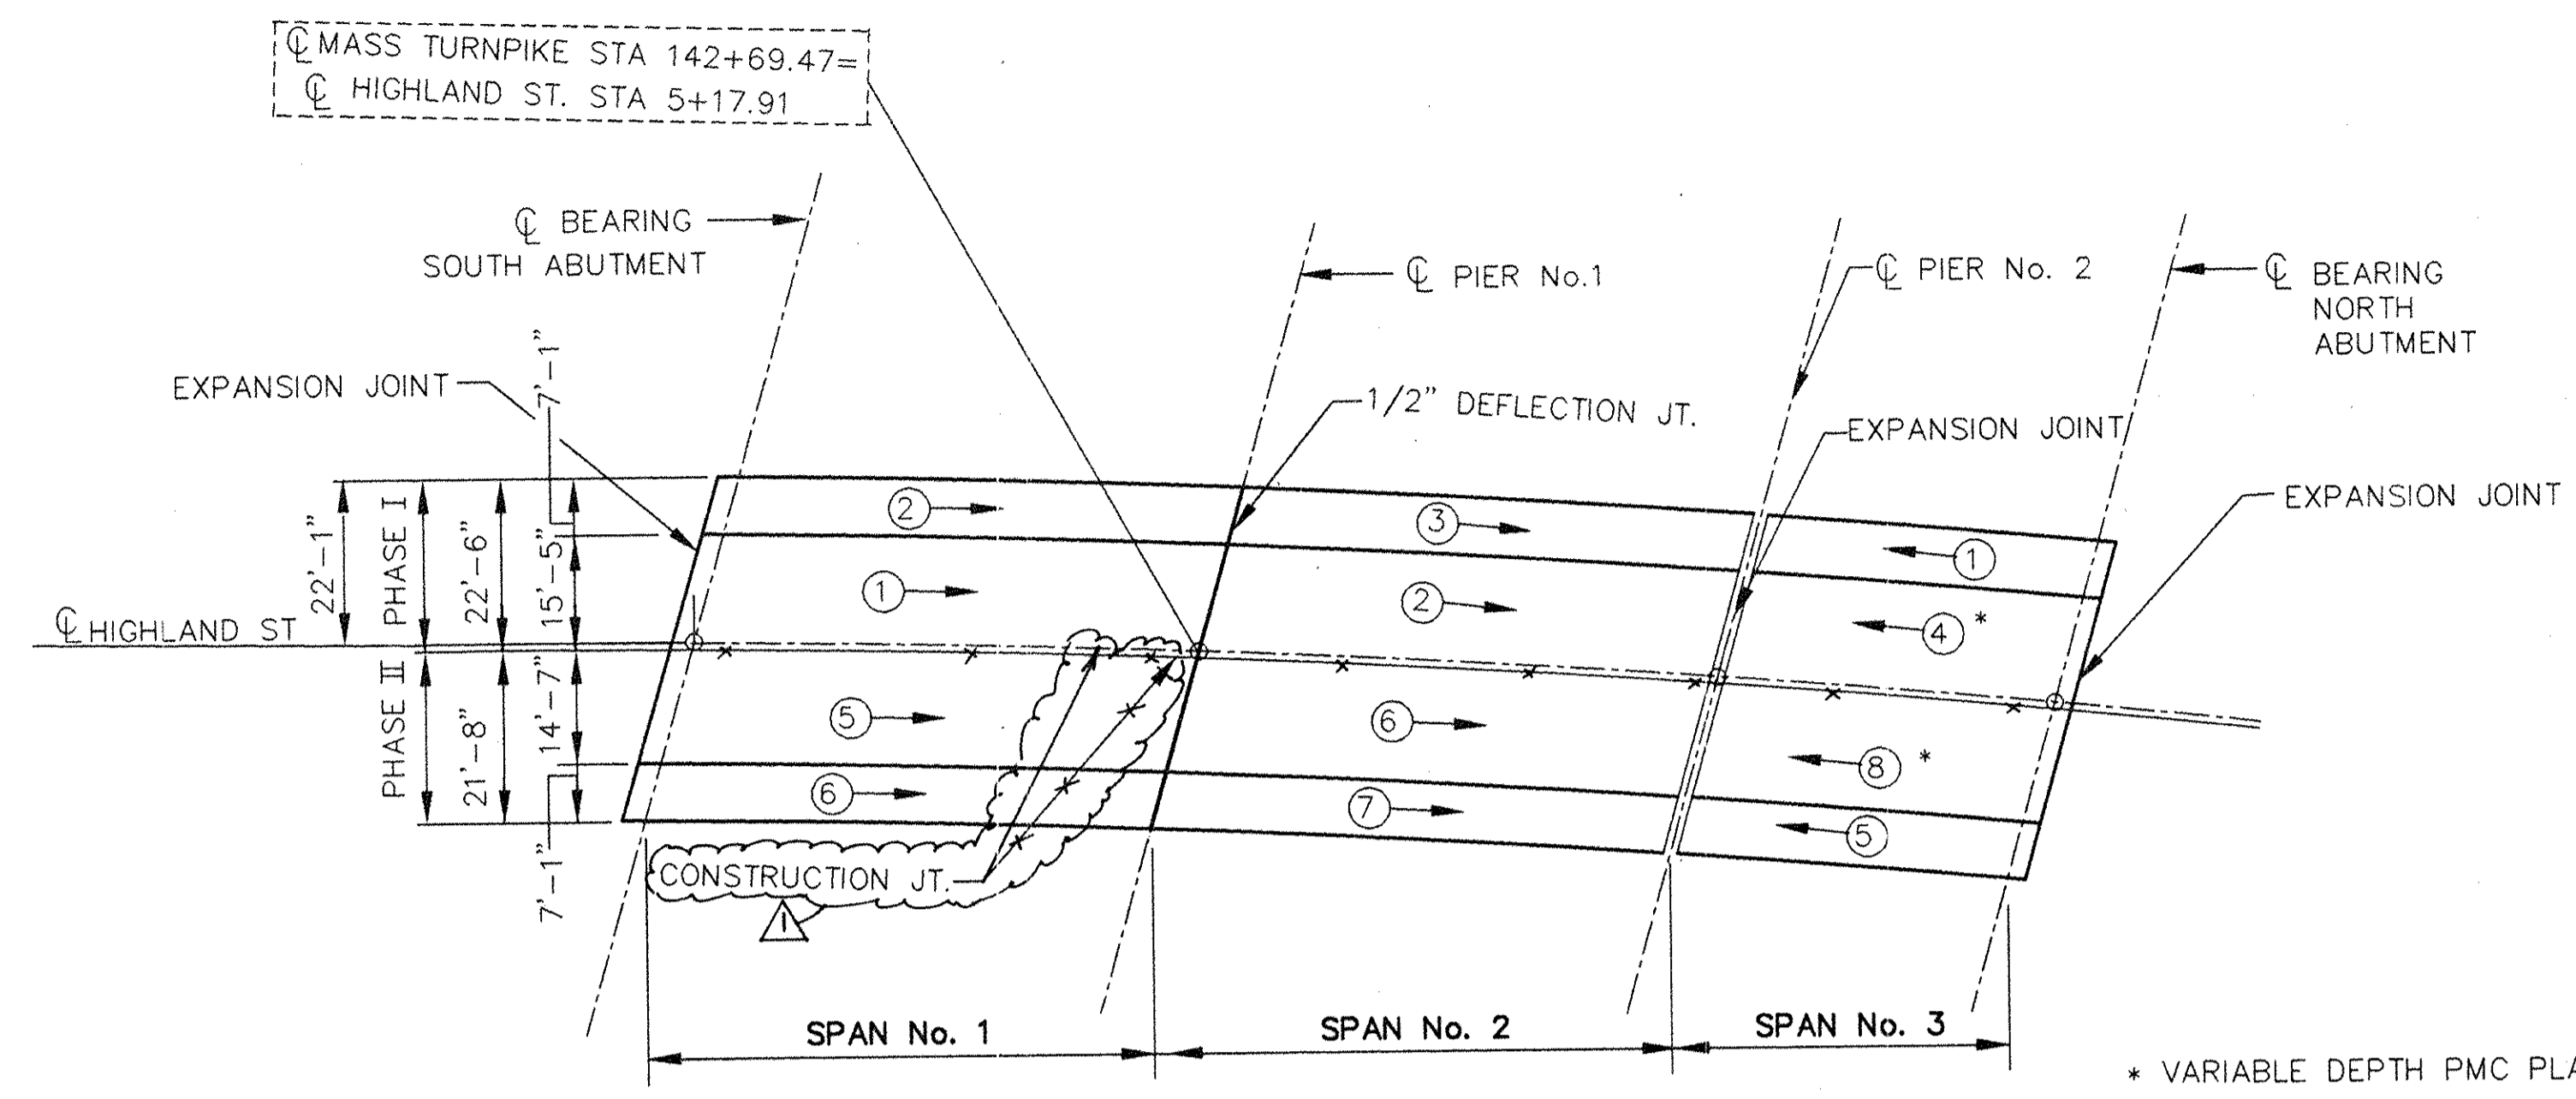 ℄ MASS TURNPIKE STA 142+69.47=
℄ HIGHLAND ST. STA 5+17.91
℄ BEARING
SOUTH ABUTMENT
℄ PIER No.1
℄ PIER No. 2
℄ BEARING
NORTH
ABUTMENT
EXPANSION JOINT
1/2" DEFLECTION JT.
EXPANSION JOINT
EXPANSION JOINT
7'-1"
22'-1"
PHASE I
22'-6"
15'-5"
℄ HIGHLAND ST
PHASE II
21'-8"
14'-7"
7'-1"
2
3
1
1
2
4 *
5
6
8 *
6
7
5
CONSTRUCTION JT.
1
SPAN No. 1
SPAN No. 2
SPAN No. 3
* VARIABLE DEPTH PMC PLA